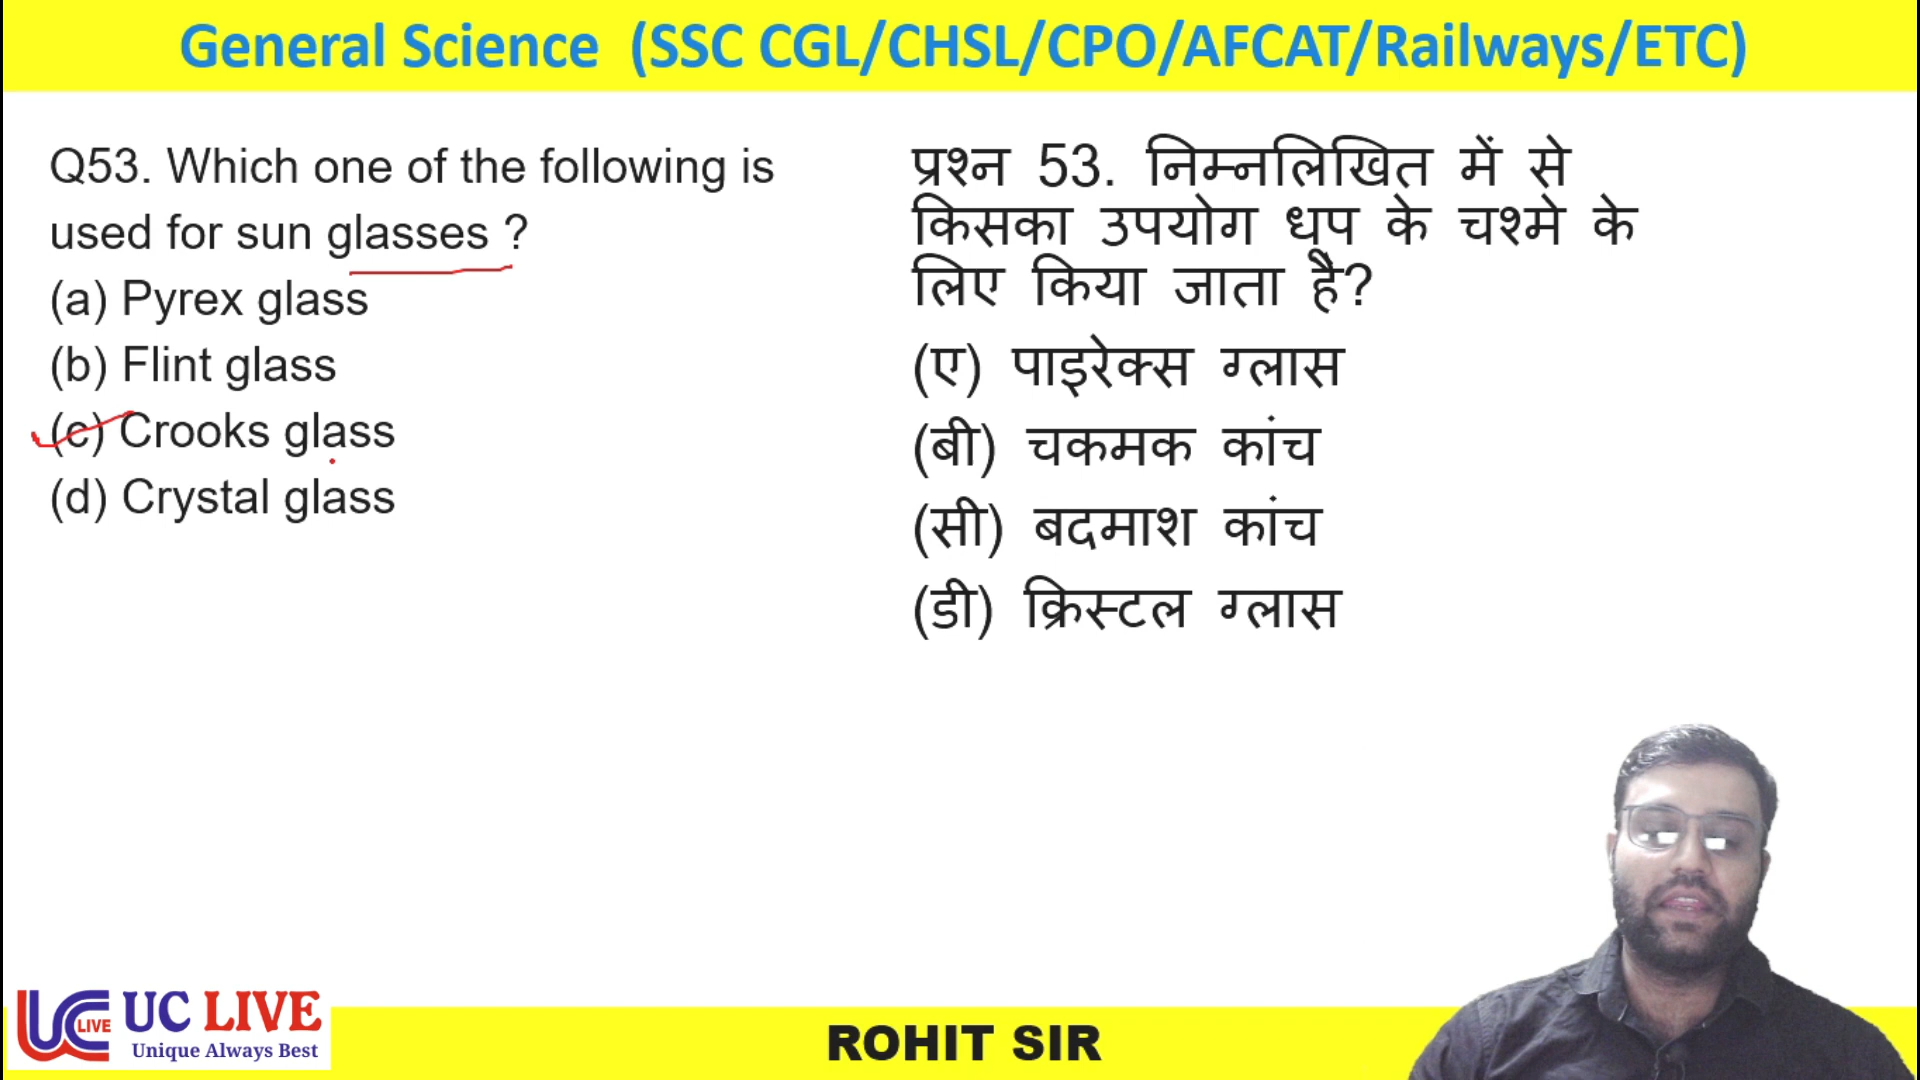 General Science (SSC CGL/CHSL/CPO/AFCAT/Railways/ETC)
Q53. Which one of the following is
used for sun glasses ?
(a) Pyrex glass
(b) Flint glass
(c) Crooks glass
(d) Crystal glass
प्रश्न 53. निम्नलिखित में से
किसका उपयोग धूप के चश्मे के
लिए किया जाता है?
(ए) पाइरेक्स ग्लास
(बी) चकमक कांच
(सी) बदमाश कांच
(डी) क्रिस्टल ग्लास
UC LIVE UC LIVE
Unique Always Best
ROHIT SIR